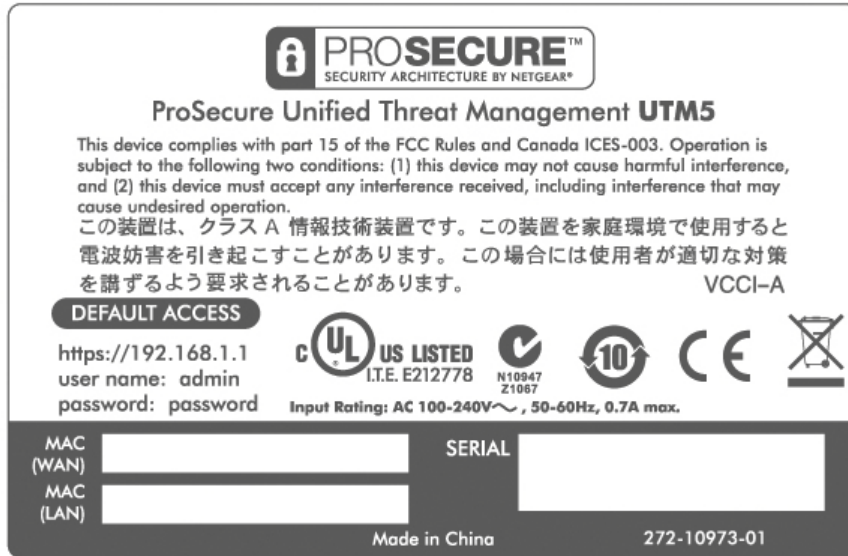 PROSECURE™
SECURITY ARCHITECTURE BY NETGEAR®
ProSecure Unified Threat Management UTM5
This device complies with part 15 of the FCC Rules and Canada ICES-003. Operation is
subject to the following two conditions: (1) this device may not cause harmful interference,
and (2) this device must accept any interference received, including interference that may
cause undesired operation.
この装置は、クラス A 情報技術装置です。この装置を家庭環境で使用すると
電波妨害を引き起こすことがあります。この場合には使用者が適切な対策
を講ずるよう要求されることがあります。 VCCI-A
DEFAULT ACCESS
https://192.168.1.1
user name: admin
password: password
C UL® US LISTED
I.T.E. E212778
N10947
Z1067
10
CE
Input Rating: AC 100-240V～ , 50-60Hz, 0.7A max.
MAC
(WAN)
SERIAL
MAC
(LAN)
Made in China 272-10973-01